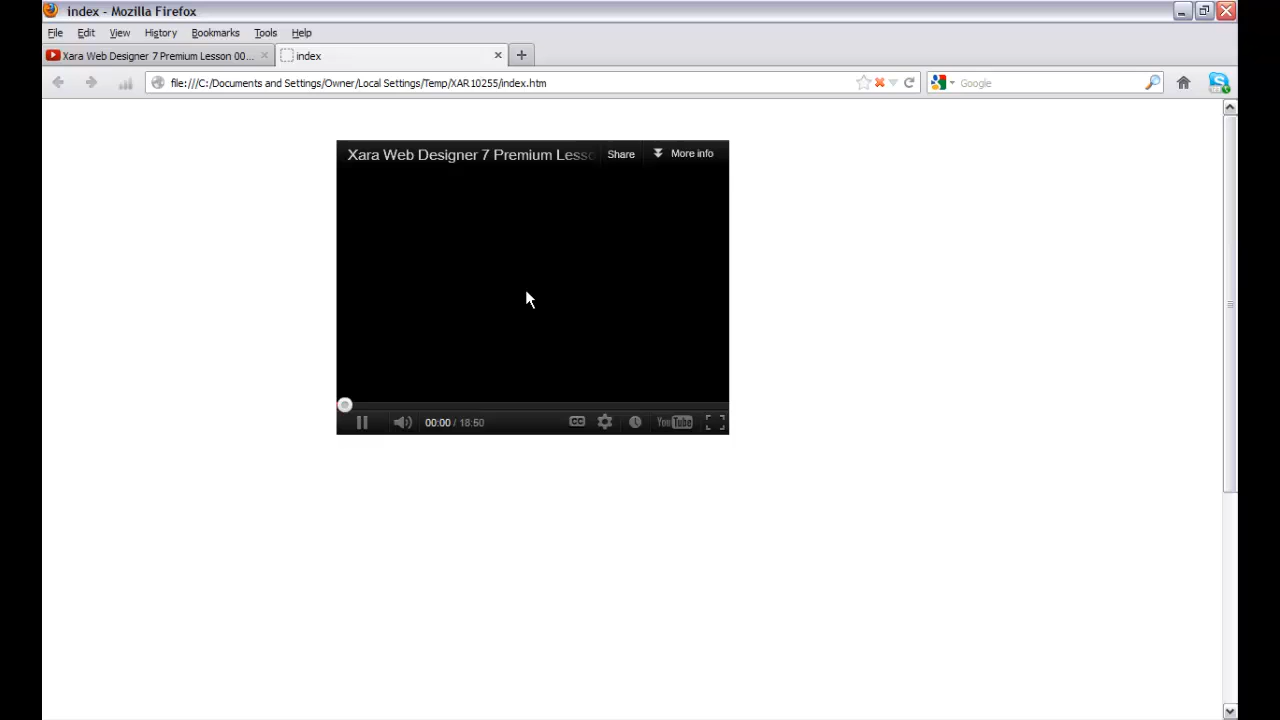 index - Mozilla Firefox
File Edit View History Bookmarks Tools Help
Xara Web Designer 7 Premium Lesson 00... index
file:///C:/Documents and Settings/Owner/Local Settings/Temp/XAR10255/index.htm Google
Xara Web Designer 7 Premium Lesso Share More info
00:00 / 18:50 CC YouTube